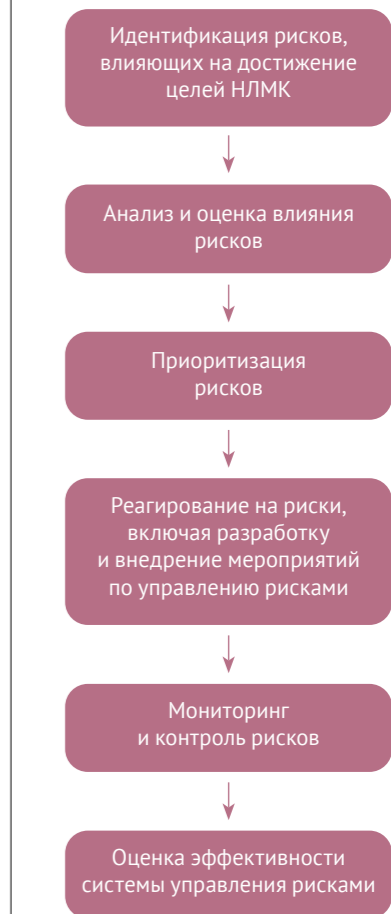 Идентификация рисков,
влияющих на достижение
целей НЛМК
Анализ и оценка влияния
рисков
Приоритизация
рисков
Реагирование на риски,
включая разработку
и внедрение мероприятий
по управлению рисками
Мониторинг
и контроль рисков
Оценка эффективности
системы управления рисками